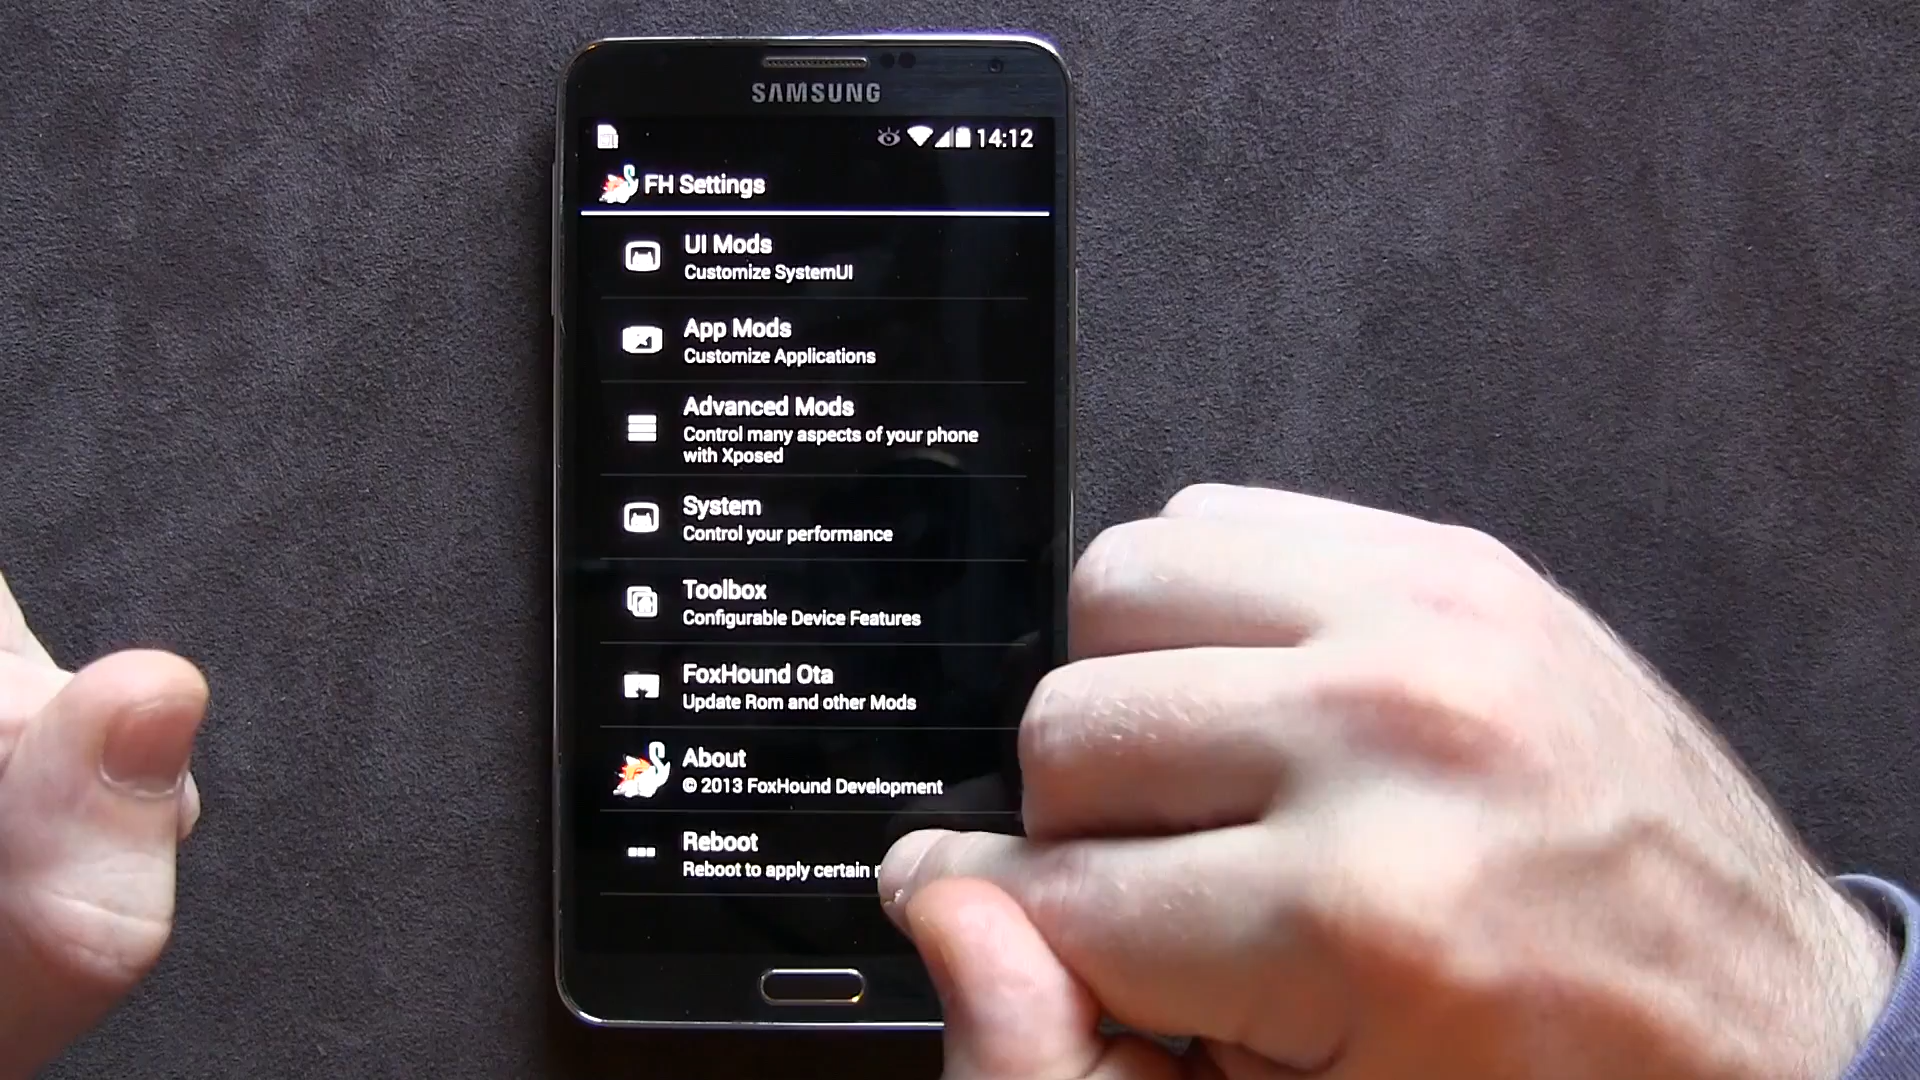 SAMSUNG
14:12
FH Settings
UI Mods
Customize SystemUI
App Mods
Customize Applications
Advanced Mods
Control many aspects of your phone
with Xposed
System
Control your performance
Toolbox
Configurable Device Features
FoxHound Ota
Update Rom and other Mods
About
© 2013 FoxHound Development
Reboot
Reboot to apply certain